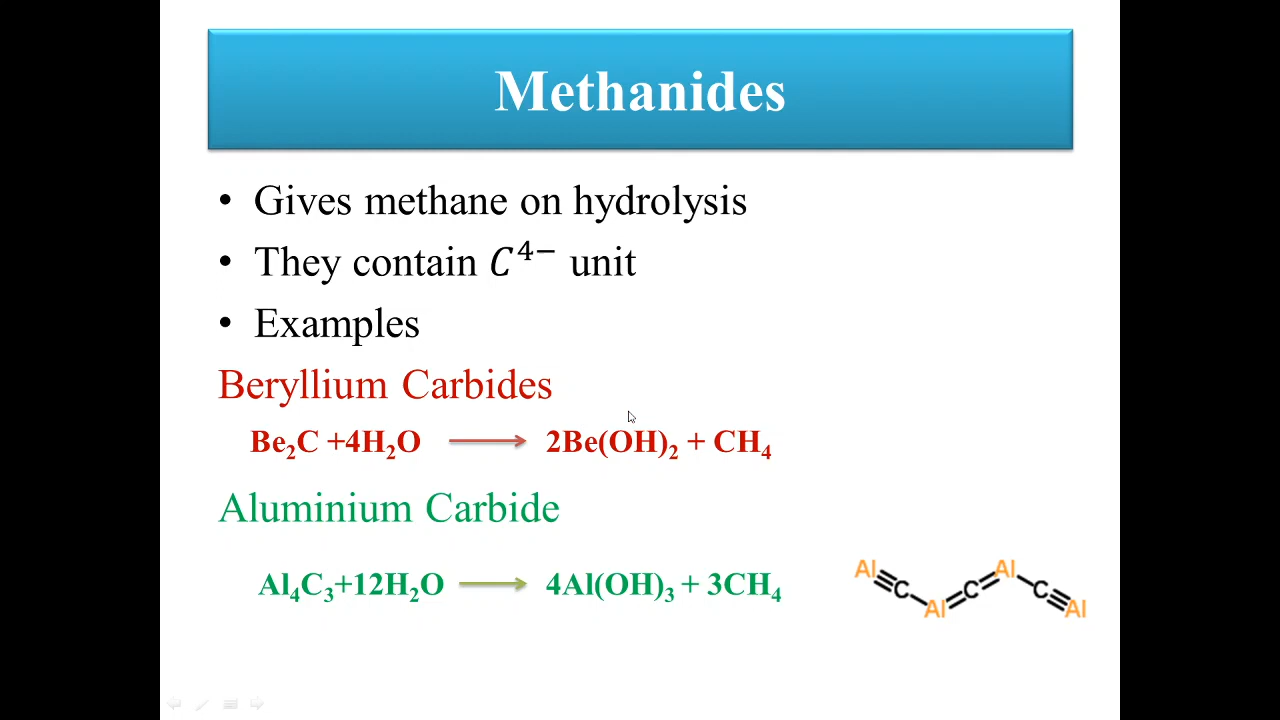 Methanides
• Gives methane on hydrolysis
• They contain C⁴⁻ unit
• Examples
Beryllium Carbides
Be₂C +4H₂O ⟶ 2Be(OH)₂ + CH₄
Aluminium Carbide
Al₄C₃+12H₂O ⟶ 4Al(OH)₃ + 3CH₄
Al C Al C Al C Al